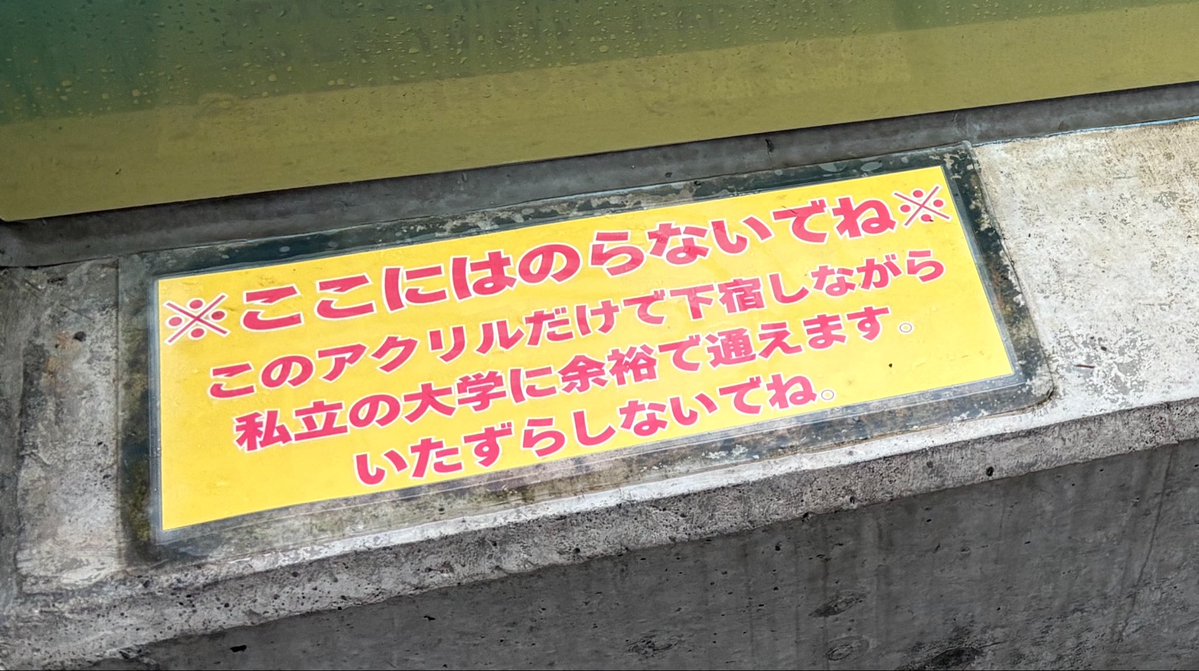 ※ここにはのらないでね※
このアクリルだけで下宿しながら
私立の大学に余裕で通えます。
いたずらしないでね。